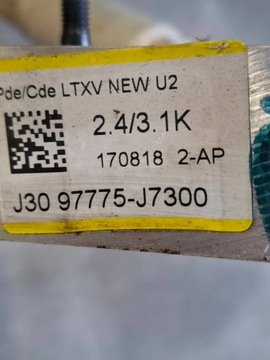 Pde/Cde LTXV NEW U2
2.4/3.1K
170818 2-AP
J30 97775-J7300